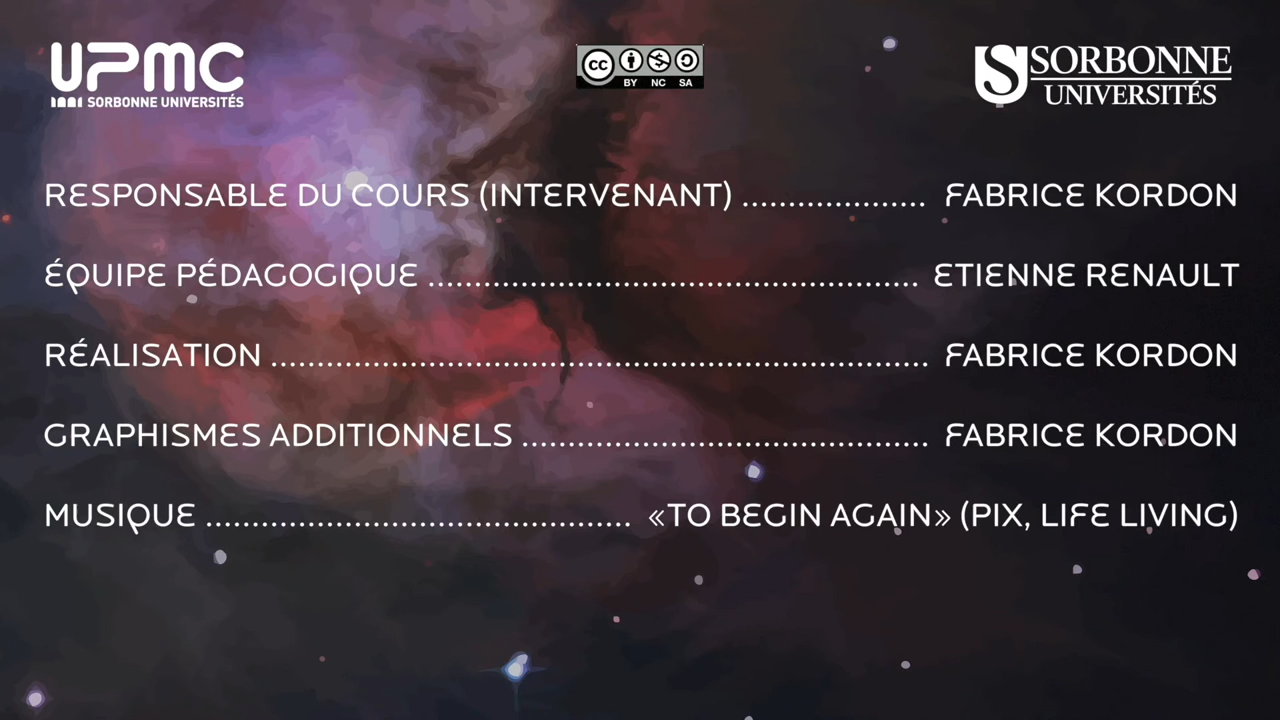 UPMC
SORBONNE UNIVERSITÉS
cc
BY NC SA
SORBONNE
UNIVERSITÉS
RESPONSABLE DU COURS (INTERVENANT) .................... FABRICE KORDON
ÉQUIPE PÉDAGOGIQUE ..................................................... ETIENNE RENAULT
RÉALISATION ........................................................................ FABRICE KORDON
GRAPHISMES ADDITIONNELS ............................................ FABRICE KORDON
MUSIQUE .............................................. «TO BEGIN AGAIN» (PIX, LIFE LIVING)